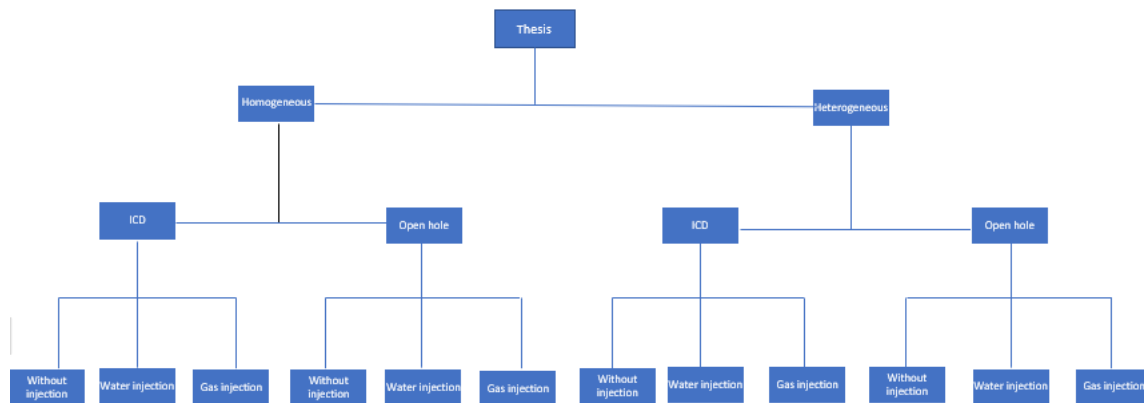 Thesis
Homogeneous
Heterogeneous
ICD
Open hole
ICD
Open hole
Without
injection
Water injection
Gas injection
Without
injection
Water injection
Gas injection
Without
injection
Water injection
Gas injection
Without
injection
Water injection
Gas injection